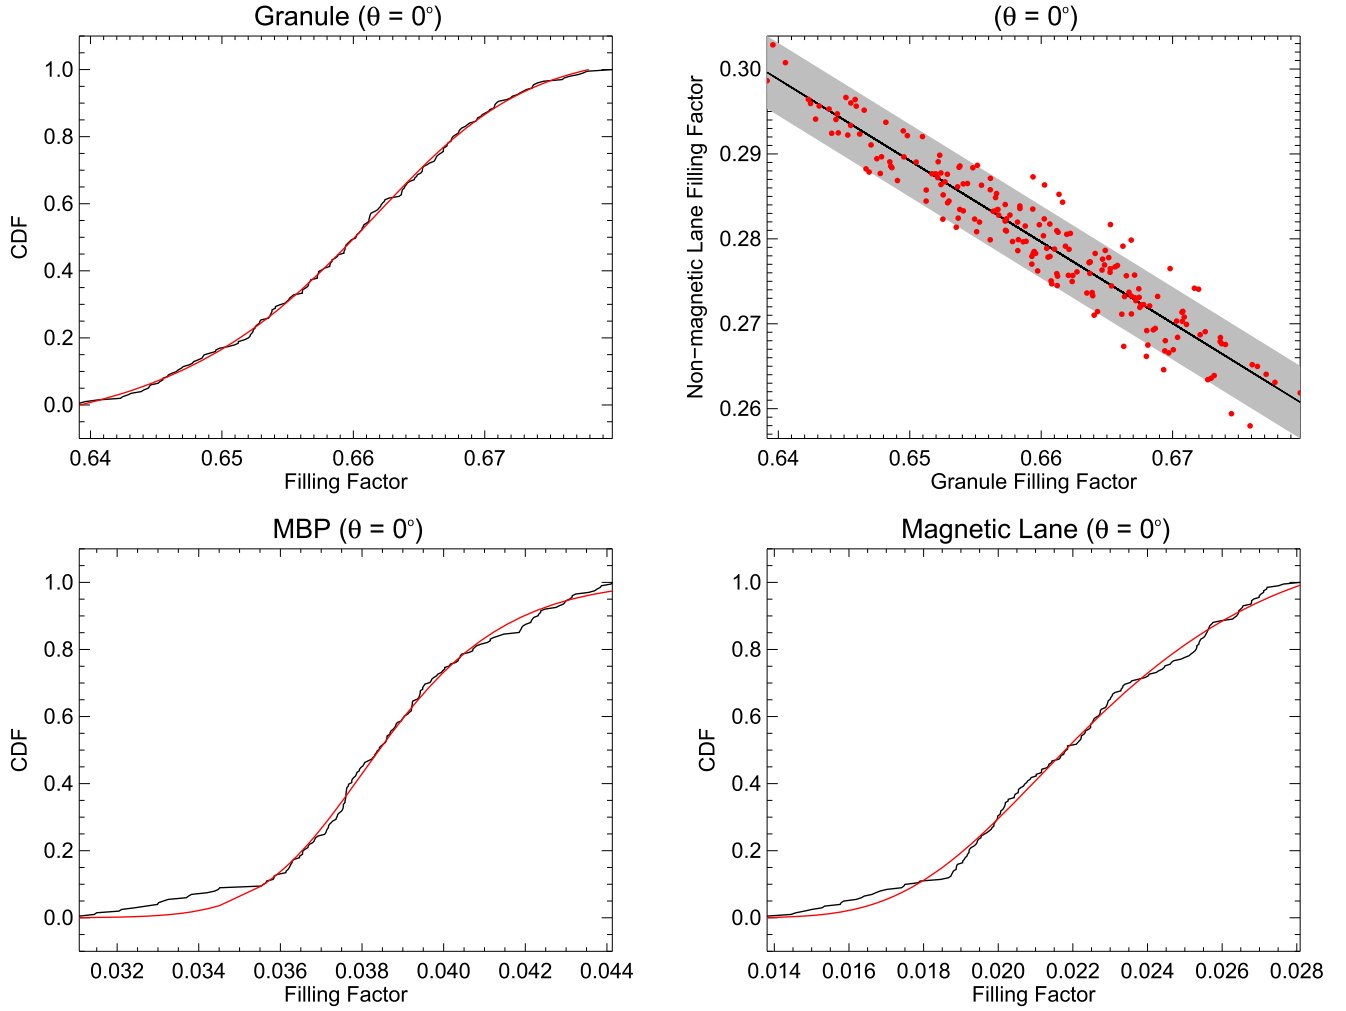 Granule (θ = 0°)
CDF
1.0
0.8
0.6
0.4
0.2
0.0
0.64 0.65 0.66 0.67
Filling Factor
(θ = 0°)
Non−magnetic Lane Filling Factor
0.30
0.29
0.28
0.27
0.26
0.64 0.65 0.66 0.67
Granule Filling Factor
MBP (θ = 0°)
CDF
1.0
0.8
0.6
0.4
0.2
0.0
0.032 0.034 0.036 0.038 0.040 0.042 0.044
Filling Factor
Magnetic Lane (θ = 0°)
CDF
1.0
0.8
0.6
0.4
0.2
0.0
0.014 0.016 0.018 0.020 0.022 0.024 0.026 0.028
Filling Factor